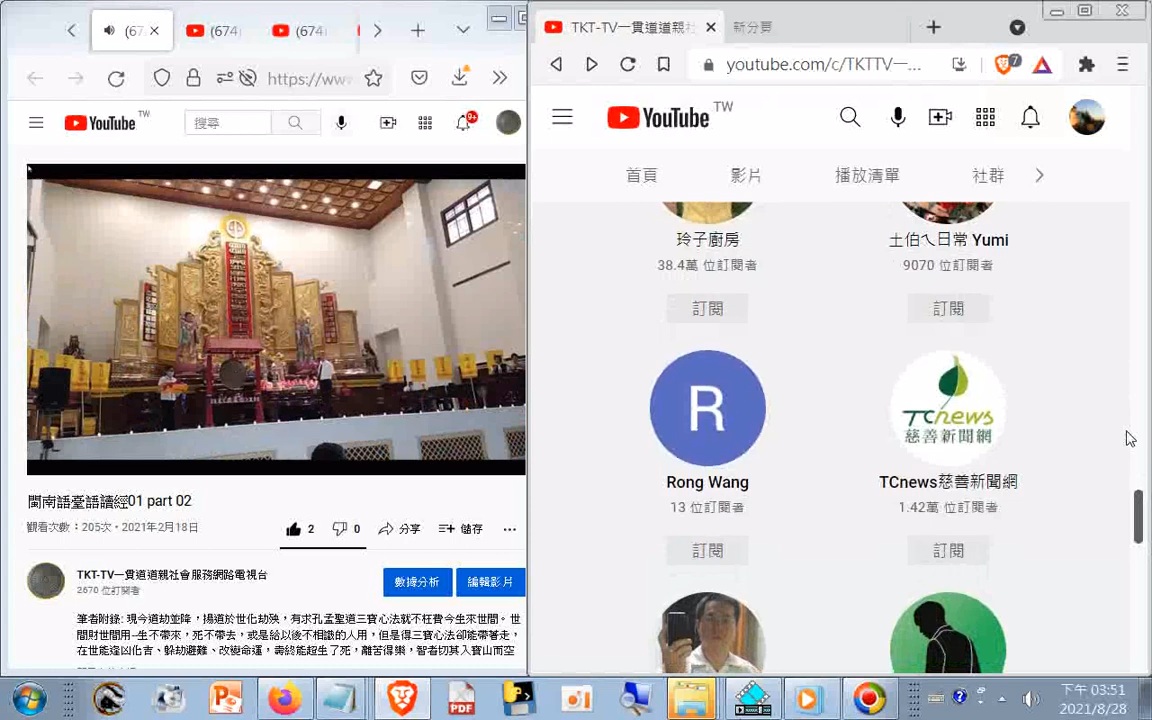 (67
(674)
(674
https://www
YouTube TW
搜尋
9+
閩南語臺語讀經01 part 02
觀看次數：205次・2021年2月18日
2
0
分享
儲存
TKT-TV一貫道道親社會服務網路電視台
2670 位訂閱者
數據分析
編輯影片
筆者附錄: 現今道劫並降，揚道於世化劫殃，有求孔孟聖道三寶心法就不枉費今生來世間。世
間財世間用一生不帶來，死不帶去，或是給以後不相識的人用，但是得三寶心法卻能帶著走，
在世能逢凶化吉、躲劫避難、改變命運，壽終能超生了死，離苦得樂，智者切其入寶山而空
TKT-TV一貫道道親社
新分頁
youtube.com/c/TKTTV一...
7
YouTube TW
首頁
影片
播放清單
社群
玲子廚房
38.4萬 位訂閱者
訂閱
土伯ㄟ日常 Yumi
9070 位訂閱者
訂閱
R
Rong Wang
13 位訂閱者
訂閱
TCnews
慈善新聞網
TCnews慈善新聞網
1.42萬 位訂閱者
訂閱
PDF
下午 03:51
2021/8/28